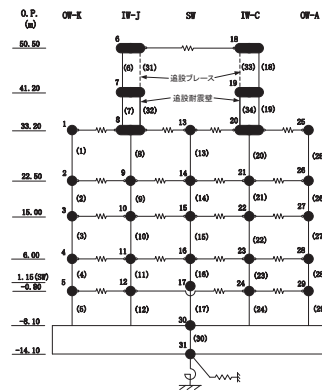 O.P.
(m)
OW-K IW-J SW IW-C OW-A
50.50 6 18
(6) (31) (33) (18)
追設ブレース
41.20 7 19
(7) (32) 追設耐震壁 (34) (19)
33.20 1 8 13 20 25
(1) (8) (13) (20) (25
22.50 2 9 14 21 26
(2) (9) (14) (21) (26
15.00 3 10 15 22 27
(3) (10) (15) (22) (27
6.00 4 11 16 23 28
(4) (11) (16) (23) (28
1.15(SW) 17
-0.80 5 12 24 29
(5) (12) (17) (24) (29
-8.10 30
(30)
-14.10 31